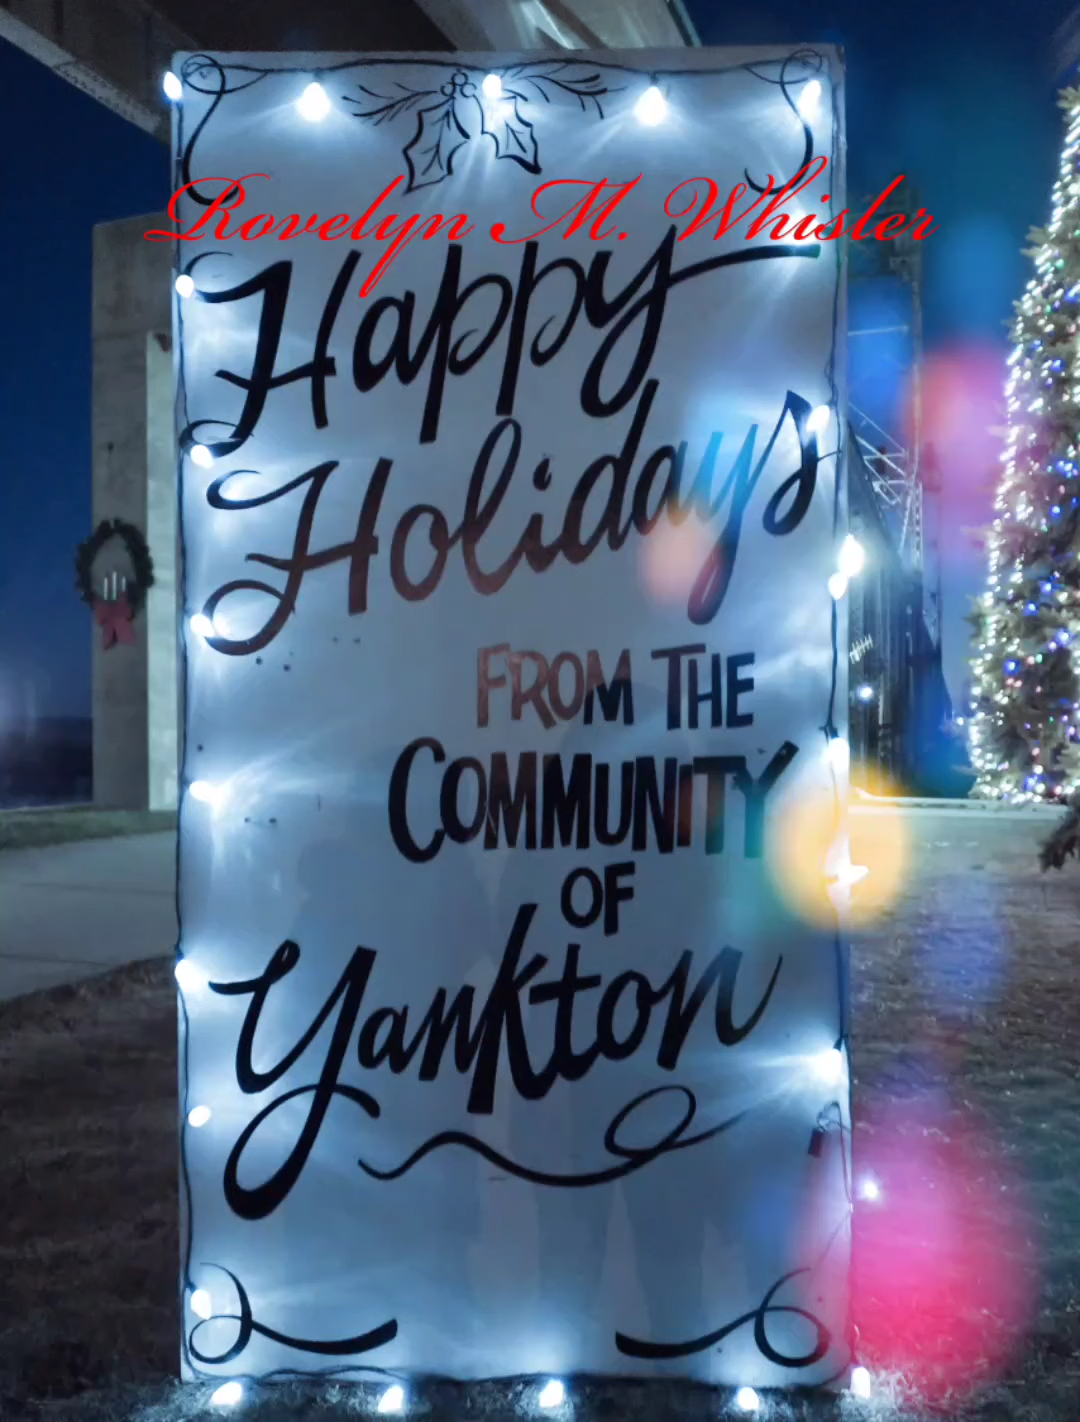 Rovelyn M. Whisler
Happy
Holidays
FROM THE
COMMUNITY
OF
Yankton